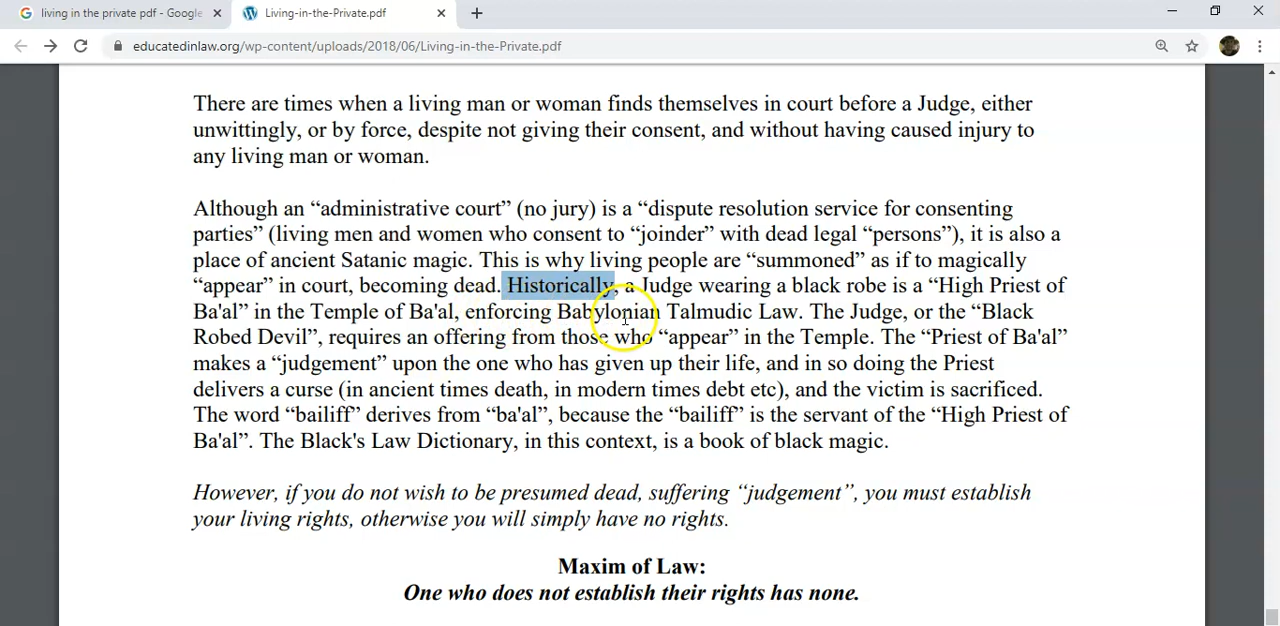 living in the private pdf - Google
Living-in-the-Private.pdf
educatedinlaw.org/wp-content/uploads/2018/06/Living-in-the-Private.pdf
There are times when a living man or woman finds themselves in court before a Judge, either
unwittingly, or by force, despite not giving their consent, and without having caused injury to
any living man or woman.
Although an “administrative court” (no jury) is a “dispute resolution service for consenting
parties” (living men and women who consent to “joinder” with dead legal “persons”), it is also a
place of ancient Satanic magic. This is why living people are “summoned” as if to magically
“appear” in court, becoming dead. Historically, a Judge wearing a black robe is a “High Priest of
Ba'al” in the Temple of Ba'al, enforcing Babylonian Talmudic Law. The Judge, or the “Black
Robed Devil”, requires an offering from those who “appear” in the Temple. The “Priest of Ba'al”
makes a “judgement” upon the one who has given up their life, and in so doing the Priest
delivers a curse (in ancient times death, in modern times debt etc), and the victim is sacrificed.
The word “bailiff” derives from “ba'al”, because the “bailiff” is the servant of the “High Priest of
Ba'al”. The Black's Law Dictionary, in this context, is a book of black magic.
However, if you do not wish to be presumed dead, suffering “judgement”, you must establish
your living rights, otherwise you will simply have no rights.
Maxim of Law:
One who does not establish their rights has none.